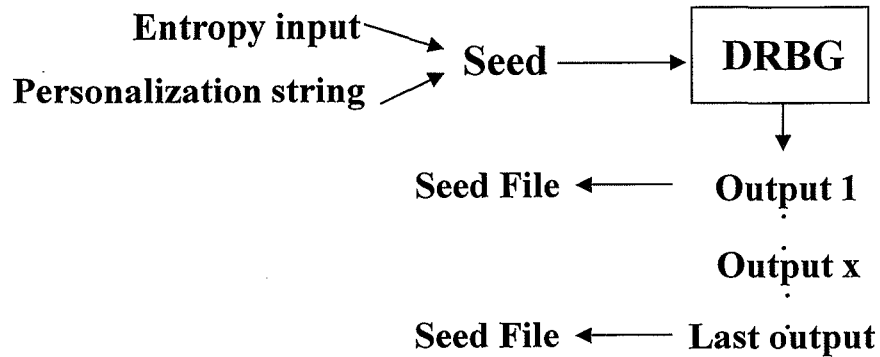 Entropy input
Personalization string
Seed
DRBG
Seed File
Output 1
Output x
Seed File
Last output